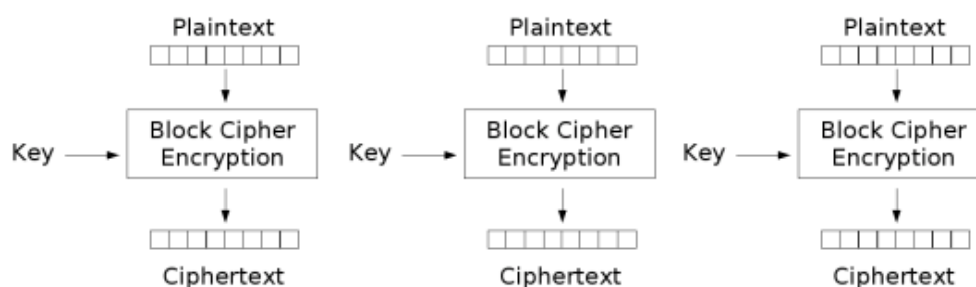 Plaintext Plaintext Plaintext
Block Cipher Block Cipher Block Cipher
Key Encryption Key Encryption Key Encryption
Ciphertext Ciphertext Ciphertext